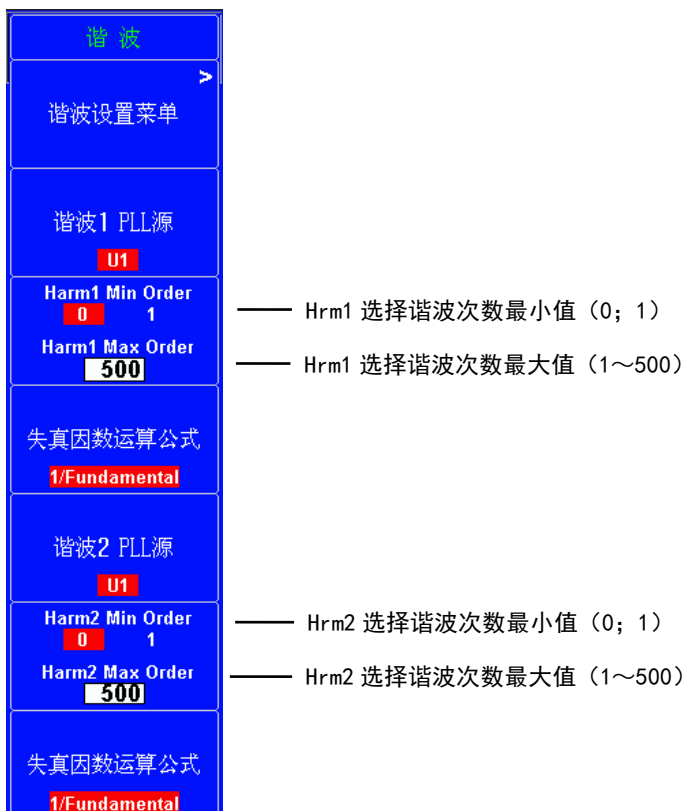 谐 波
>
谐波设置菜单
谐波1 PLL源
U1
Harm1 Min Order
0 1
Hrm1 选择谐波次数最小值（0；1）
Harm1 Max Order
500
Hrm1 选择谐波次数最大值（1～500）
失真因数运算公式
1/Fundamental
谐波2 PLL源
U1
Harm2 Min Order
0 1
Hrm2 选择谐波次数最小值（0；1）
Harm2 Max Order
500
Hrm2 选择谐波次数最大值（1～500）
失真因数运算公式
1/Fundamental